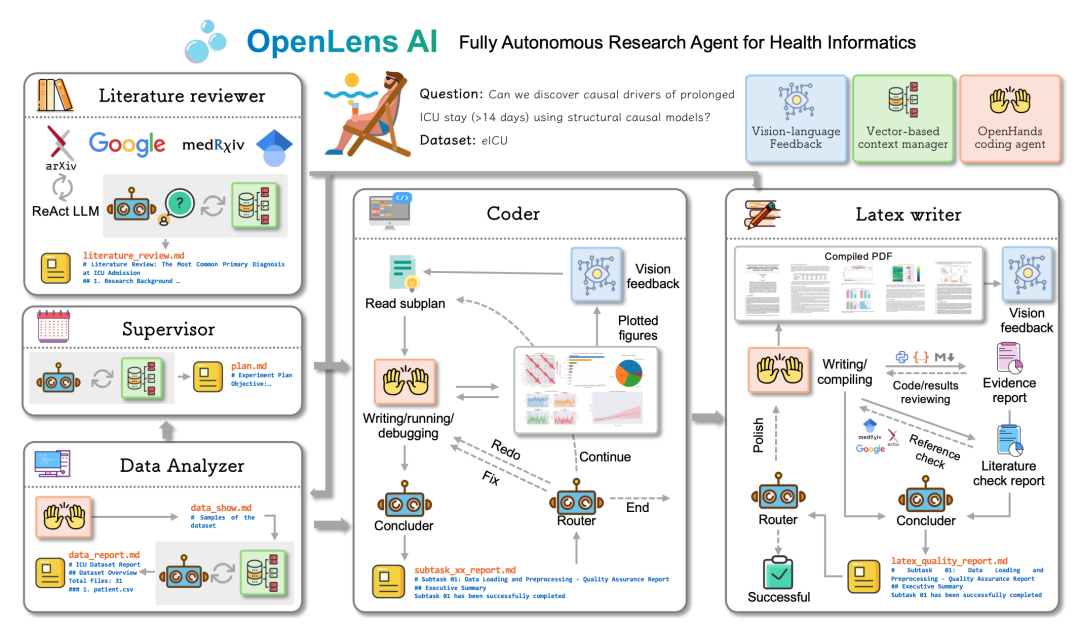 OpenLens AI
Fully Autonomous Research Agent for Health Informatics
Literature reviewer
arXiv
Google
medRxiv
ReAct LLM
?
literature_review.md
# Literature Review: The Most Common Primary Diagnosis
at ICU Admission
## 1. Research Background …
Question: Can we discover causal drivers of prolonged
ICU stay (>14 days) using structural causal models?
Dataset: eICU
Vision-language
Feedback
Vector-based
context manager
OpenHands
coding agent
Supervisor
plan.md
# Experiment Plan
Objective:…
Data Analyzer
data_show.md
# Samples of the
dataset
data_report.md
# ICU Dataset Report
## Dataset Overview
Total files: 31
### 1. patient.csv
</>
Coder
Read subplan
Vision
feedback
Plotted
figures
Writing/running/
debugging
Redo
Fix
Continue
Concluder
Router
End
subtask_xx_report.md
# Subtask 01: Data Loading and Preprocessing - Quality Assurance Report
## Executive Summary
Subtask 01 has been successfully completed
Latex writer
Compiled PDF
Vision
feedback
Writing/
compiling
{..}
M
Code/results
reviewing
Evidence
report
Polish
medRxiv
arXiv
Google
Reference
check
Literature
check report
Router
Concluder
Successful
latex_quality_report.md
# Subtask 01: Data Loading and
Preprocessing - Quality Assurance Report
## Executive Summary
Subtask 01 has been successfully completed